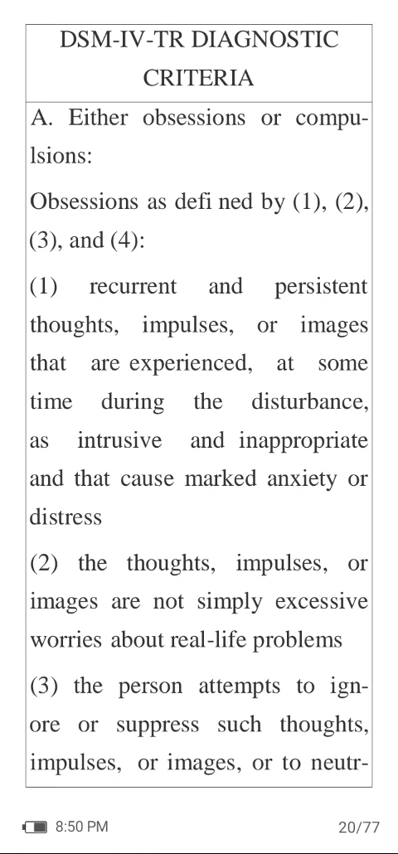 DSM-IV-TR DIAGNOSTIC
CRITERIA
A. Either obsessions or compu-
lsions:
Obsessions as defi ned by (1), (2),
(3), and (4):
(1) recurrent and persistent
thoughts, impulses, or images
that are experienced, at some
time during the disturbance,
as intrusive and inappropriate
and that cause marked anxiety or
distress
(2) the thoughts, impulses, or
images are not simply excessive
worries about real-life problems
(3) the person attempts to ign-
ore or suppress such thoughts,
impulses, or images, or to neutr-
8:50 PM 20/77